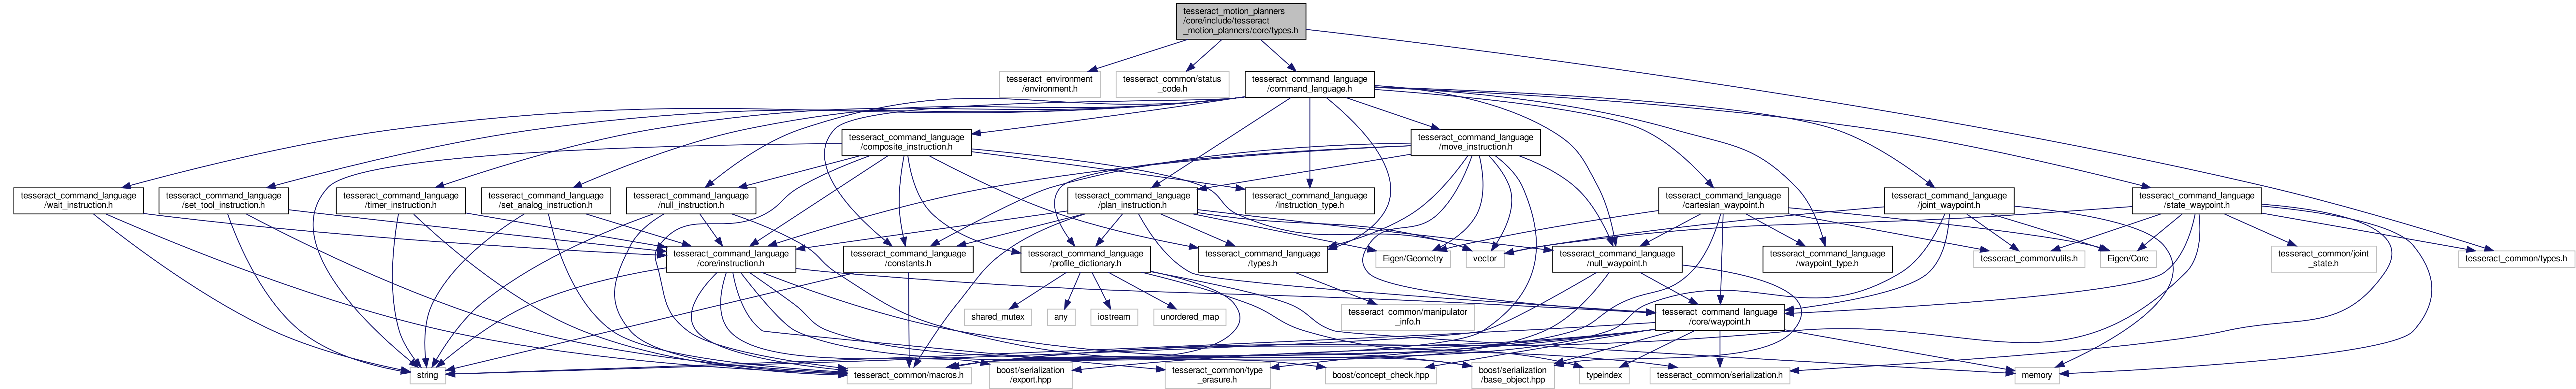 tesseract_motion_planners
/core/include/tesseract
_motion_planners/core/types.h
tesseract_environment
/environment.h
tesseract_common/status
_code.h
tesseract_command_language
/command_language.h
tesseract_command_language
/composite_instruction.h
tesseract_command_language
/move_instruction.h
tesseract_command_language
/wait_instruction.h
tesseract_command_language
/set_tool_instruction.h
tesseract_command_language
/timer_instruction.h
tesseract_command_language
/set_analog_instruction.h
tesseract_command_language
/null_instruction.h
tesseract_command_language
/plan_instruction.h
tesseract_command_language
/instruction_type.h
tesseract_command_language
/cartesian_waypoint.h
tesseract_command_language
/joint_waypoint.h
tesseract_command_language
/state_waypoint.h
tesseract_command_language
/core/instruction.h
tesseract_command_language
/constants.h
tesseract_command_language
/profile_dictionary.h
tesseract_command_language
/types.h
Eigen/Geometry
vector
tesseract_command_language
/null_waypoint.h
tesseract_command_language
/waypoint_type.h
tesseract_common/utils.h
Eigen/Core
tesseract_common/joint
_state.h
tesseract_common/types.h
shared_mutex
any
iostream
unordered_map
tesseract_common/manipulator
_info.h
tesseract_command_language
/core/waypoint.h
string
tesseract_common/macros.h
boost/serialization
/export.hpp
tesseract_common/type
_erasure.h
boost/concept_check.hpp
boost/serialization
/base_object.hpp
typeindex
tesseract_common/serialization.h
memory